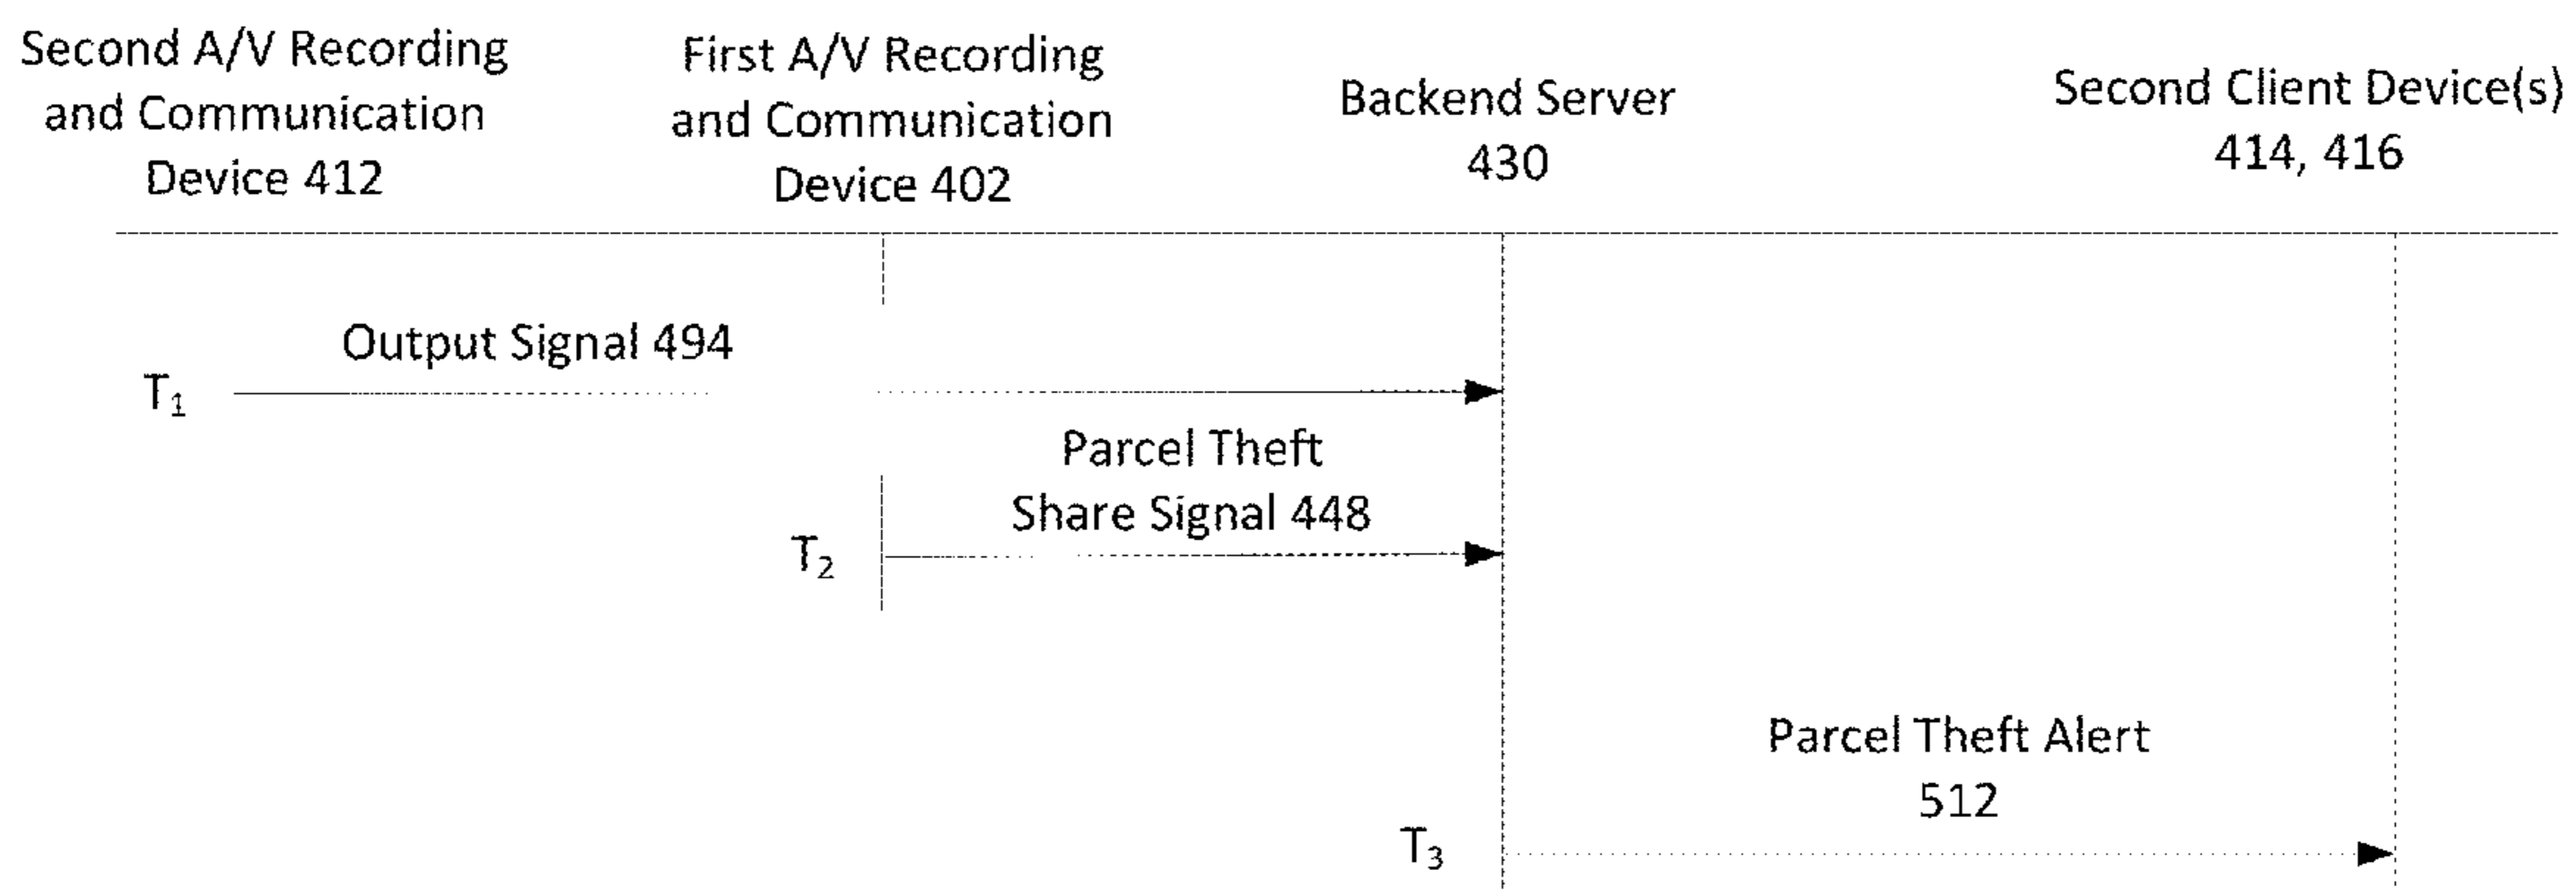 Second A/V Recording
and Communication
Device 412
First A/V Recording
and Communication
Device 402
Backend Server
430
Second Client Device(s)
414, 416
Output Signal 494
T₁
Parcel Theft
Share Signal 448
T₂
Parcel Theft Alert
512
T₃